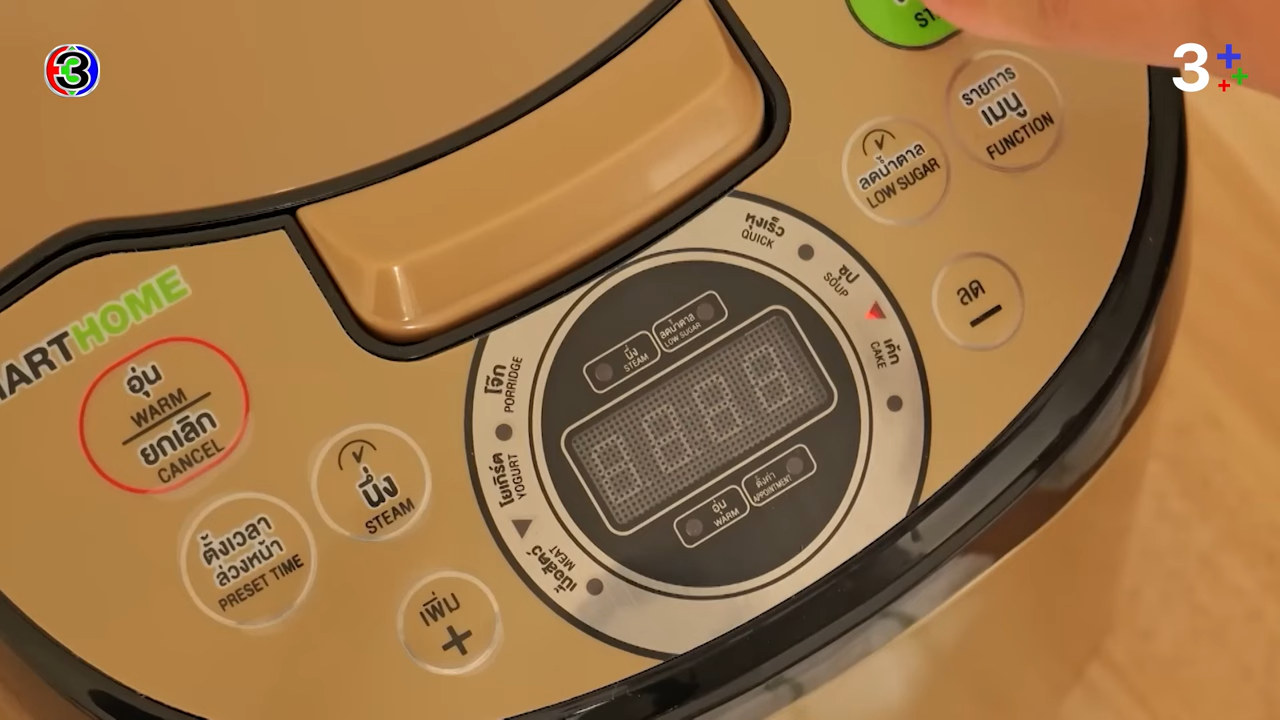 3
3+
ST
รายการ
เมนู
FUNCTION
ลดน้ำตาล
LOW SUGAR
ลด
หุงเร็ว
QUICK
ซุป
SOUP
เค้ก
CAKE
นึ่ง
STEAM
ลดน้ำตาล
LOW SUGAR
โจ๊ก
PORRIDGE
โยเกิร์ต
YOGURT
เนื้อสัตว์
MEAT
อุ่น
WARM
ตั้งค่า
APPOINTMENT
ARTHOME
อุ่น
WARM
ยกเลิก
CANCEL
นึ่ง
STEAM
ตั้งเวลา
ล่วงหน้า
PRESET TIME
เพิ่ม
+